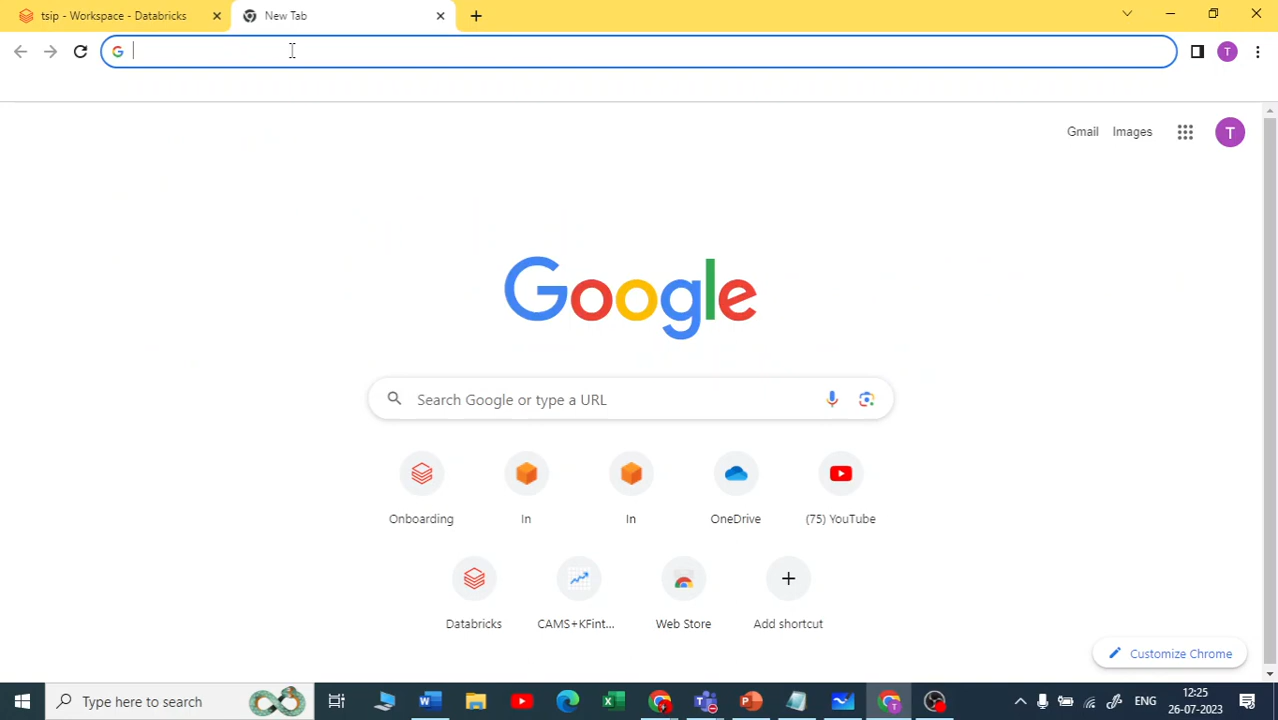 tsip - Workspace - Databricks
New Tab
Gmail
Images
T
T
Google
Search Google or type a URL
Onboarding
In
In
OneDrive
(75) YouTube
Databricks
CAMS+KFint...
Web Store
Add shortcut
Customize Chrome
Type here to search
ENG
12:25
26-07-2023